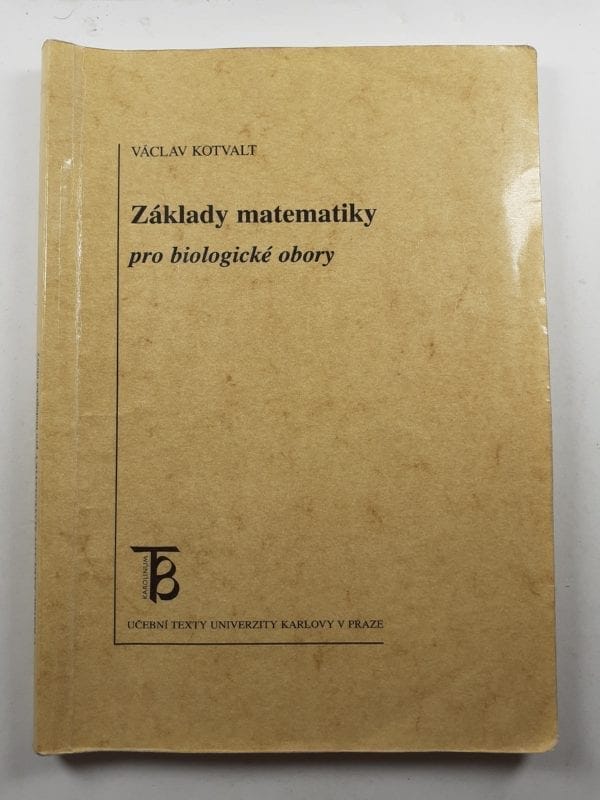 VÁCLAV KOTVALT
Základy matematiky
pro biologické obory
KAROLINUM
UČEBNÍ TEXTY UNIVERZITY KARLOVY V PRAZE